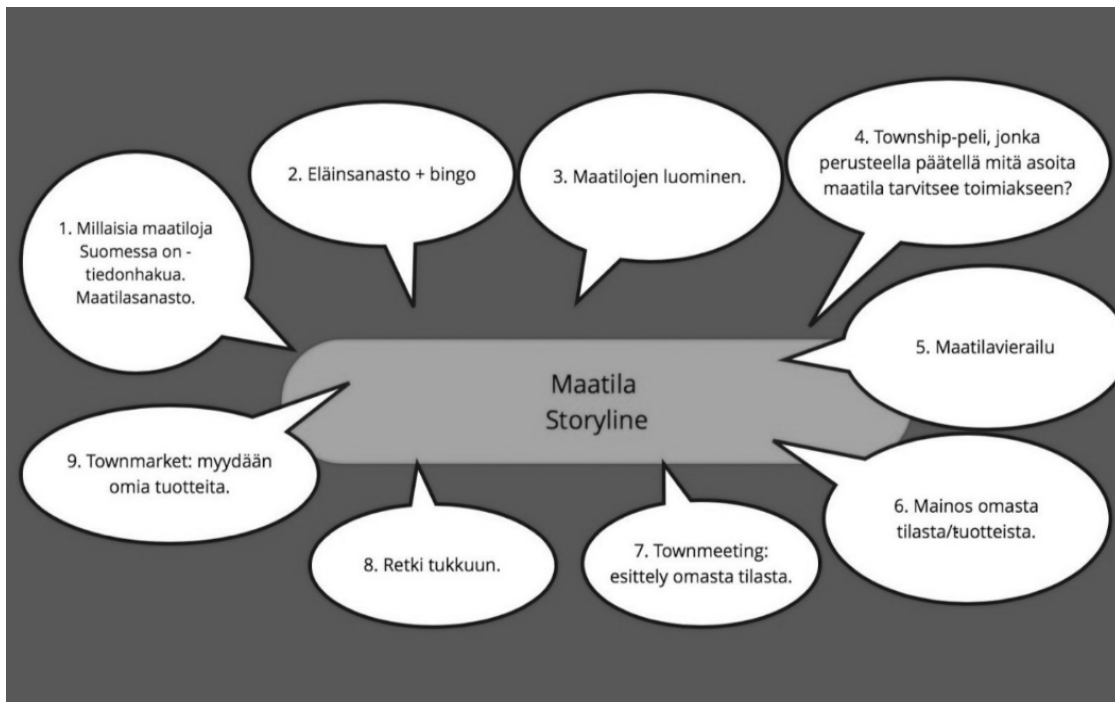 1. Millaisia maatiloja
Suomessa on -
tiedonhakua.
Maatilasanasto.
2. Eläinsanasto + bingo
3. Maatilojen luominen.
4. Township-peli, jonka
perusteella päätellä mitä asoita
maatila tarvitsee toimiakseen?
5. Maatilavierailu
6. Mainos omasta
tilasta/tuotteista.
7. Townmeeting:
esittely omasta tilasta.
8. Retki tukkuun.
9. Townmarket: myydään
omia tuotteita.
Maatila
Storyline